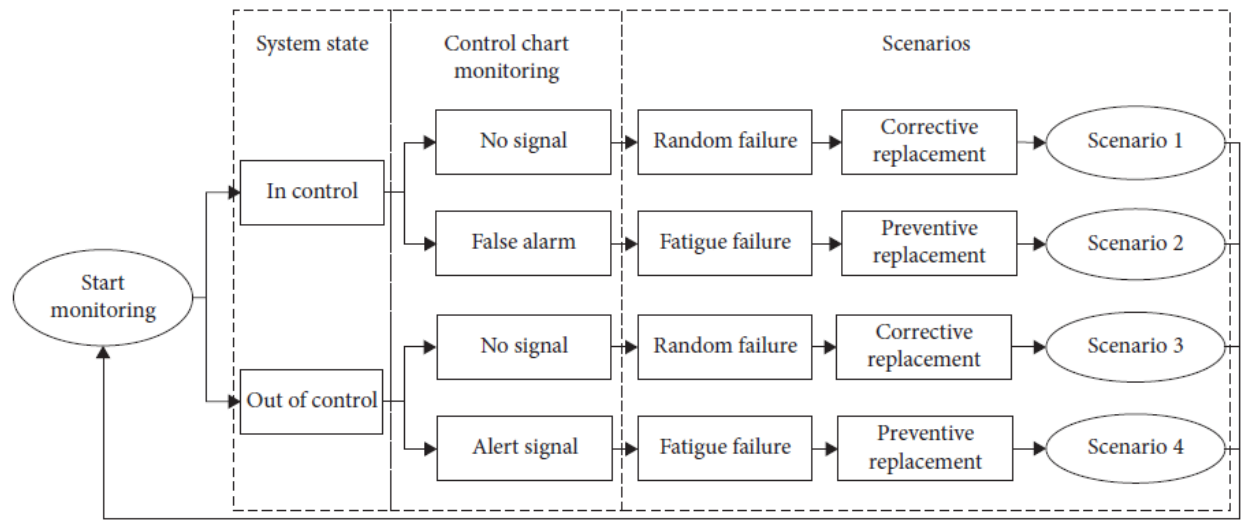 System state
Control chart
monitoring
Scenarios
No signal
Random failure
Corrective
replacement
Scenario 1
In control
False alarm
Fatigue failure
Preventive
replacement
Scenario 2
Start
monitoring
No signal
Random failure
Corrective
replacement
Scenario 3
Out of control
Alert signal
Fatigue failure
Preventive
replacement
Scenario 4